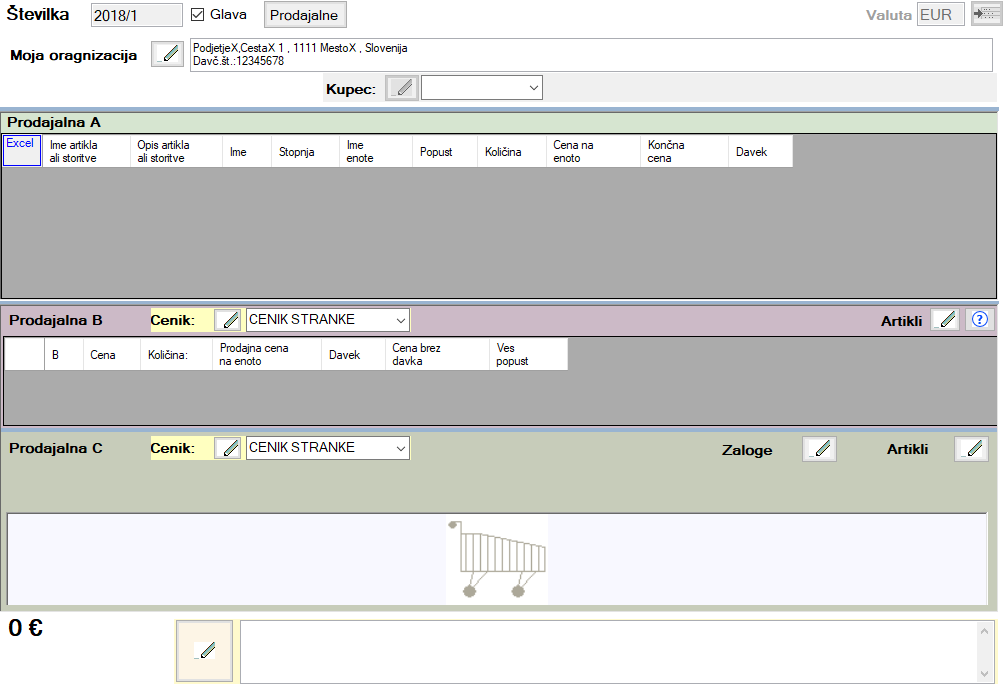 Številka 2018/1 Glava Prodajalne Valuta EUR
Moja oragnizacija
PodjetjeX,CestaX 1 , 1111 MestoX , Slovenija
Davč.št.:12345678
Kupec:
Prodajalna A
Excel
Ime artikla
ali storitve
Opis artikla
ali storitve
Ime
Stopnja
Ime
enote
Popust
Količina
Cena na
enoto
Končna
cena
Davek
Prodajalna B Cenik: CENIK STRANKE Artikli ?
B
Cena
Količina:
Prodajna cena
na enoto
Davek
Cena brez
davka
Ves
popust
Prodajalna C Cenik: CENIK STRANKE Zaloge Artikli
0 €